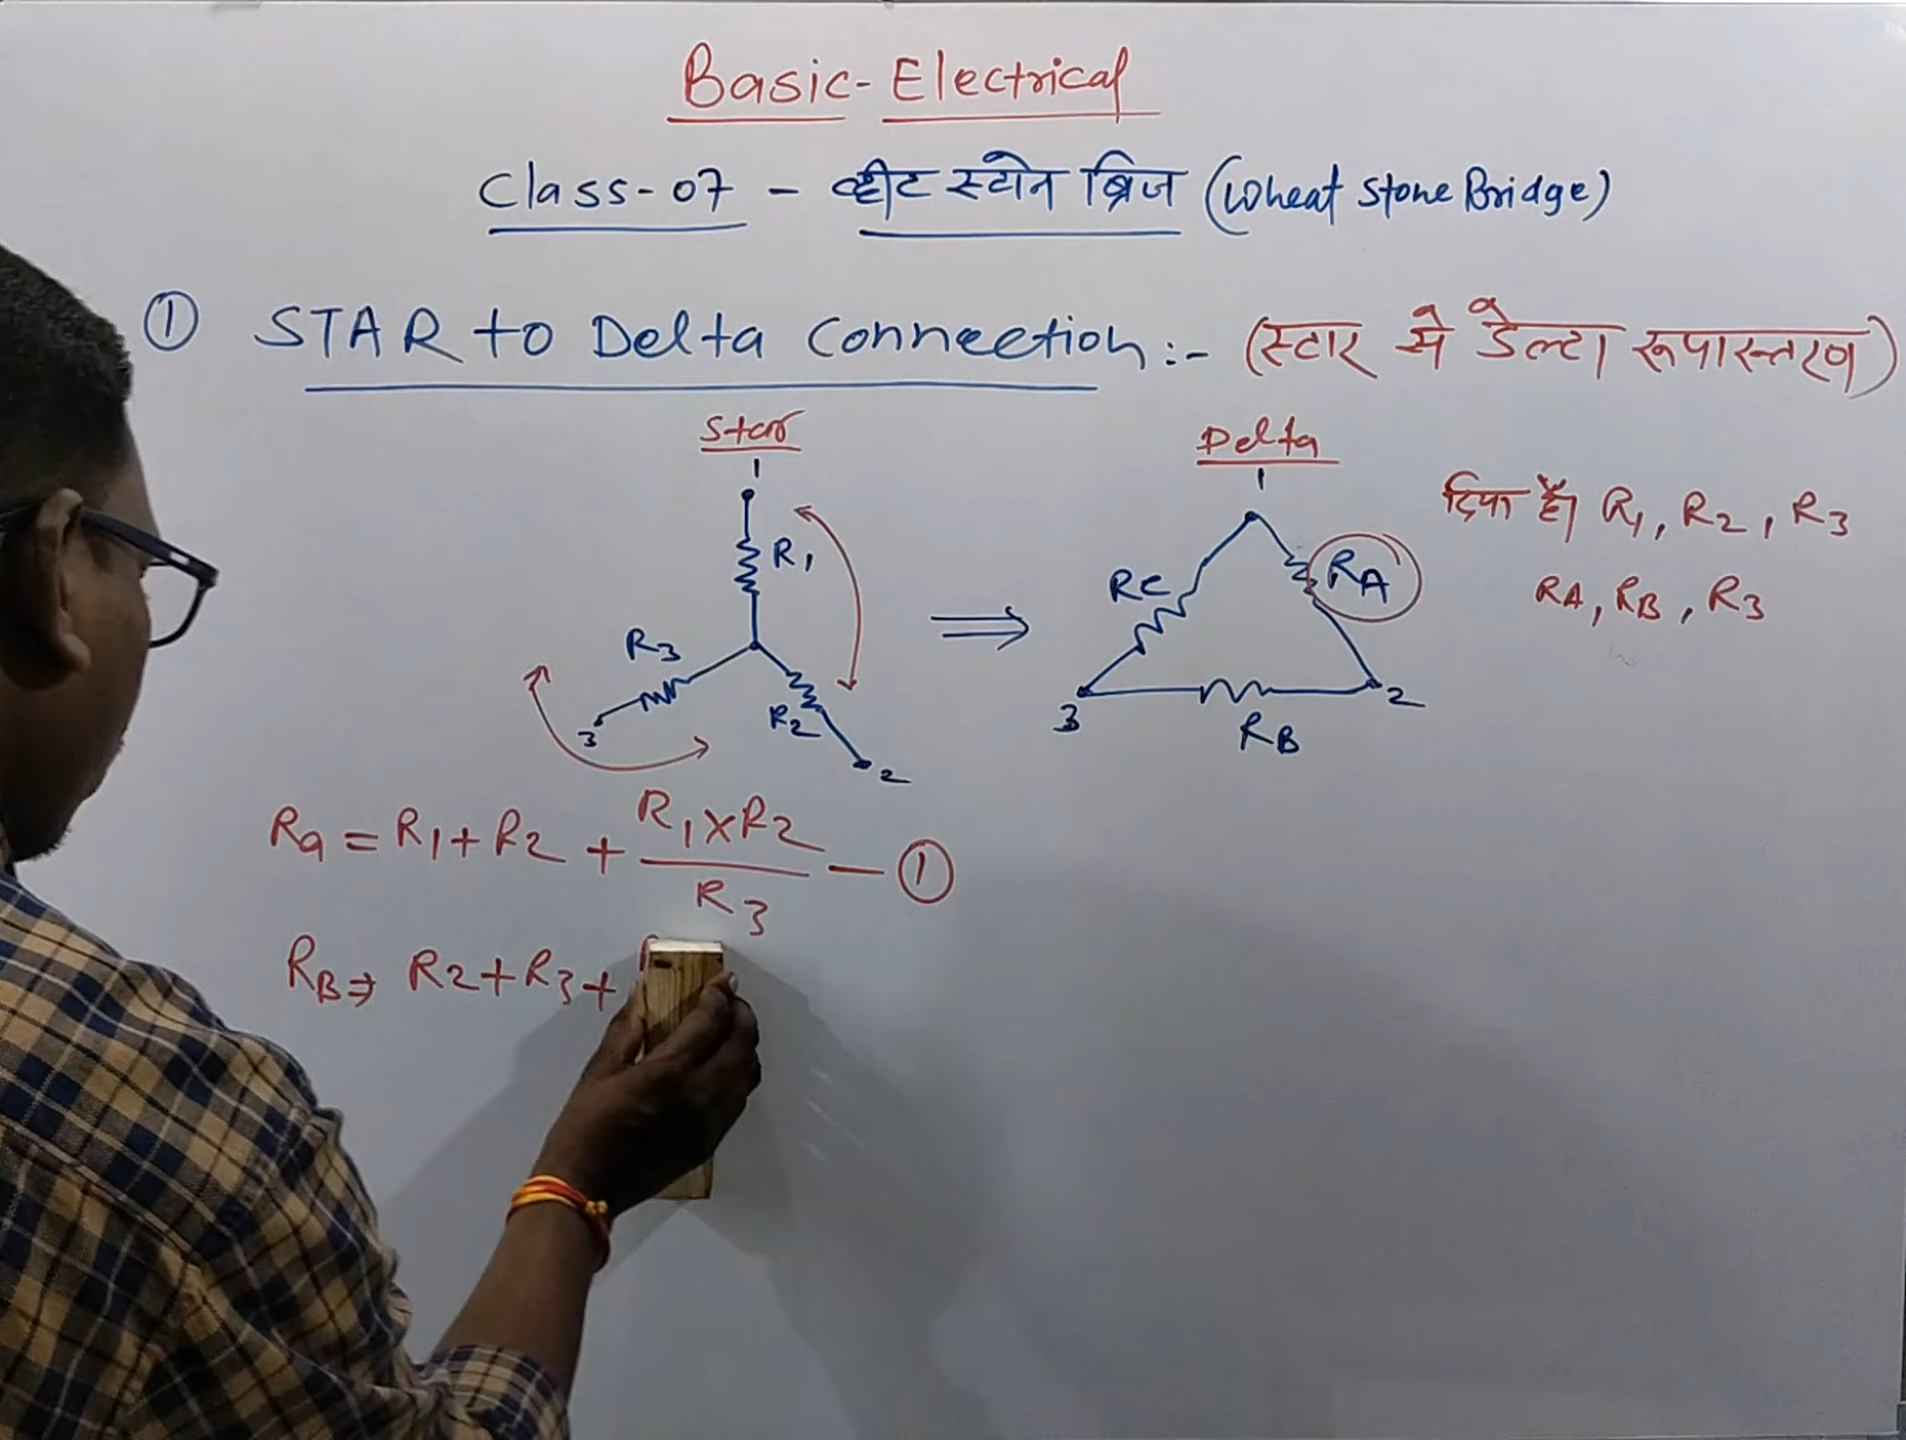 Basic-Electrical
Class-07 - व्हीट स्टोन ब्रिज (Wheat Stone Bridge)
① STAR to Delta Connection:- (स्टार से डेल्टा रूपान्तरण)
Star
1
R1
R3
3
R2
2
⇒
Delta
1
RC
RA
3
RB
2
दिया है। R1, R2, R3
RA, RB, R3
Ra = R1 + R2 + R1×R2 / R3 — ①
RB⇒ R2+R3+